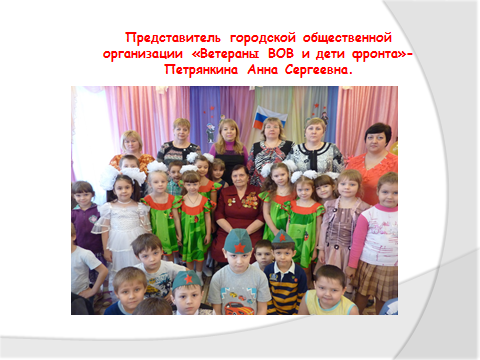 Представитель городской общественной
организации «Ветераны ВОВ и дети фронта»-
Петрянкина Анна Сергеевна.